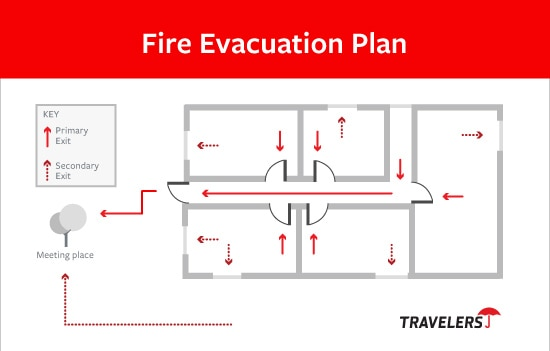 Fire Evacuation Plan
KEY
Primary
Exit
Secondary
Exit
Meeting place
TRAVELERS